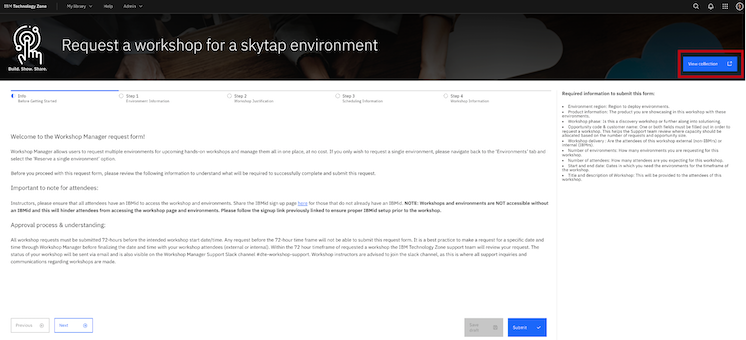 IBM Technology Zone
My library
Help
Admin
Request a workshop for a skytap environment
Build. Show. Share.
View collection
Info
Before Getting Started
Step 1
Environment Information
Step 2
Workshop Justification
Step 3
Scheduling Information
Step 4
Workshop Information
Welcome to the Workshop Manager request form!
Workshop Manager allows users to request multiple environments for upcoming hands-on workshops and manage them all in one place, at no cost. If you only wish to request a single environment, please navigate back to the 'Environments' tab and
select the 'Reserve a single environment' option.
Before you proceed with this request form, please review the following information to understand what will be required to successfully complete and submit this request.
Important to note for attendees:
Instructors, please ensure that all attendees have an IBMid to access the workshop and environments. Share the IBMid sign up page here for those that do not already have an IBMid. NOTE: Workshops and environments are NOT accessible without
an IBMid and this will hinder attendees from accessing the workshop page and environments. Please follow the signup link previously linked to ensure proper IBMid setup prior to the workshop.
Approval process & understanding:
All workshop requests must be submitted 72-hours before the intended workshop start date/time. Any request before the 72-hour time frame will not be able to submit this request form. It is a best practice to make a request for a specific date and
time through Workshop Manager before finalizing the date and time with your workshop attendees (external or internal). Within the 72 hour timeframe of requested a workshop the IBM Technology Zone support team will review your request. The
status of your workshop will be sent via email and is also visible on the Workshop Manager Support Slack channel #itz-workshop-support. Workshop instructors are advised to join the slack channel, as this is where all support inquiries and
communications regarding workshops are made.
Required information to submit this form:
• Environment region: Region to deploy environments.
• Product information: The product you are showcasing in this workshop with these
environments.
• Workshop phase: Is this a discovery workshop or further along into volunteering.
• Opportunity code & customer name: One or both fields must be filled out in order to
request a workshop. This helps the Support team review where capacity should be
allocated based on the number of requests and opportunity size.
• Workshop delivery: Are the attendees of this workshop external (non-IBMers) or
internal (IBMers).
• Number of environments: How many environments you are requesting for this
workshop.
• Number of attendees: How many attendees are you expecting for this workshop.
• Start and end date: Dates in which you need the environments for the timeframe of
the workshop.
• Title and description of Workshop: This will be provided to the attendees of this
workshop.
Previous
Next
Save draft
Submit